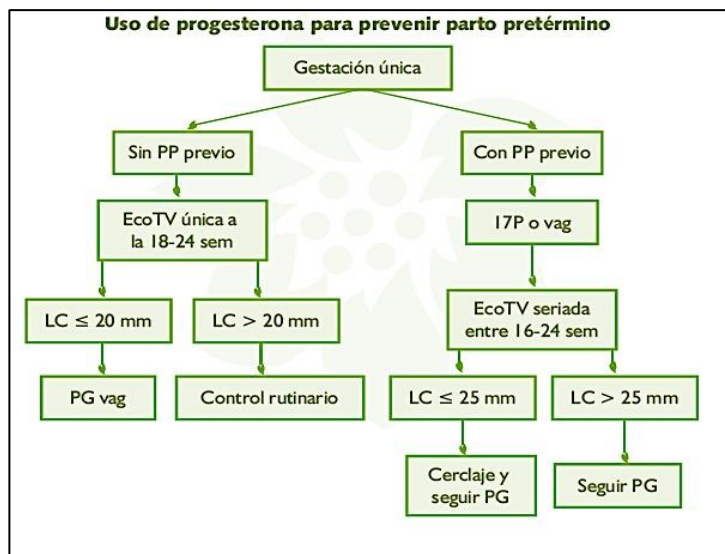 Uso de progesterona para prevenir parto pretérmino
Gestación única
Sin PP previo
Con PP previo
EcoTV única a
la 18-24 sem
17P o vag
LC ≤ 20 mm
LC > 20 mm
EcoTV seriada
entre 16-24 sem
PG vag
Control rutinario
LC ≤ 25 mm
LC > 25 mm
Cerclaje y
seguir PG
Seguir PG